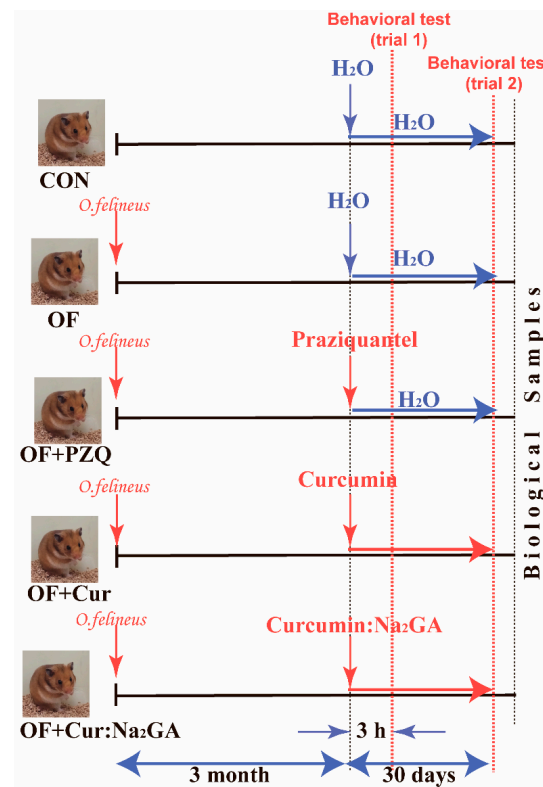 Behavioral test
(trial 1)
Behavioral test
(trial 2)
H₂O
H₂O
CON
O.felineus
H₂O
H₂O
OF
O.felineus
Praziquantel
H₂O
OF+PZQ
O.felineus
Curcumin
OF+Cur
O.felineus
Curcumin:Na₂GA
OF+Cur:Na₂GA
3 h
3 month
30 days
Biological Samples